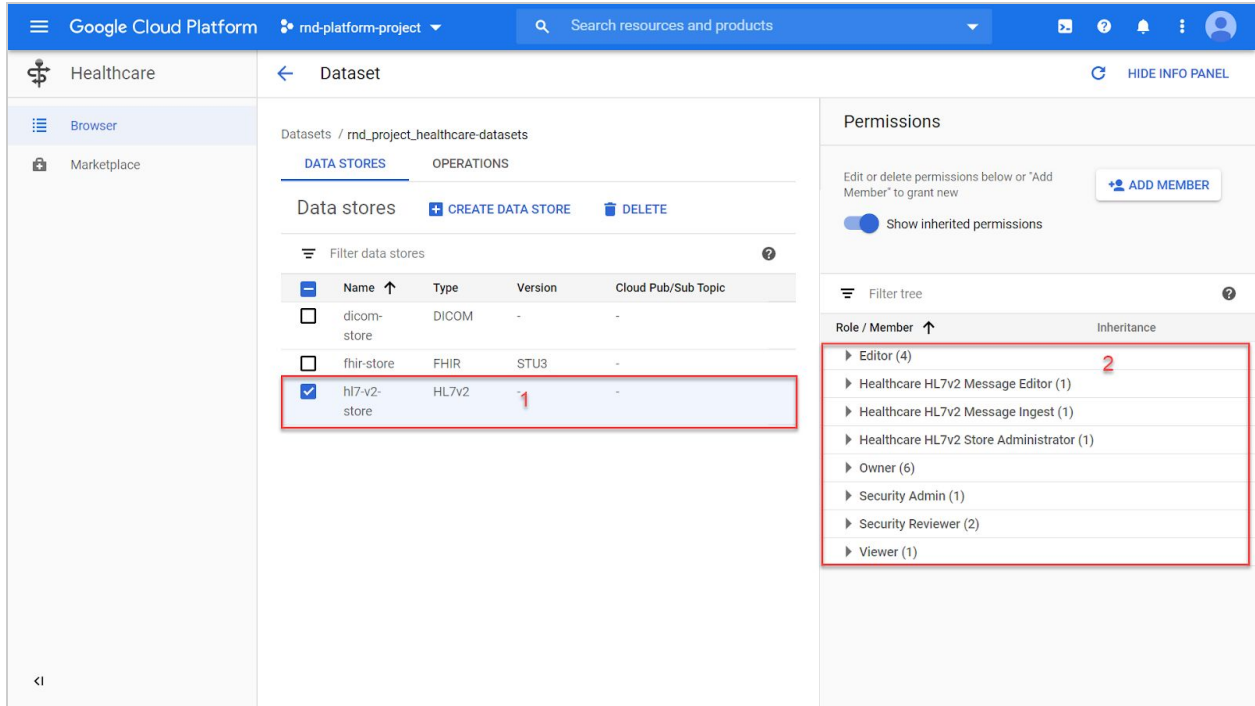 Google Cloud Platform rnd-platform-project Search resources and products
Healthcare
Dataset
HIDE INFO PANEL
Browser
Marketplace
Datasets / rnd_project_healthcare-datasets
DATA STORES OPERATIONS
Data stores CREATE DATA STORE DELETE
Filter data stores
Name Type Version Cloud Pub/Sub Topic
dicom- DICOM - -
store
fhir-store FHIR STU3 -
hl7-v2- HL7v2 - -
store
1
Permissions
Edit or delete permissions below or "Add
Member" to grant new
ADD MEMBER
Show inherited permissions
Filter tree
Role / Member Inheritance
Editor (4)
2
Healthcare HL7v2 Message Editor (1)
Healthcare HL7v2 Message Ingest (1)
Healthcare HL7v2 Store Administrator (1)
Owner (6)
Security Admin (1)
Security Reviewer (2)
Viewer (1)